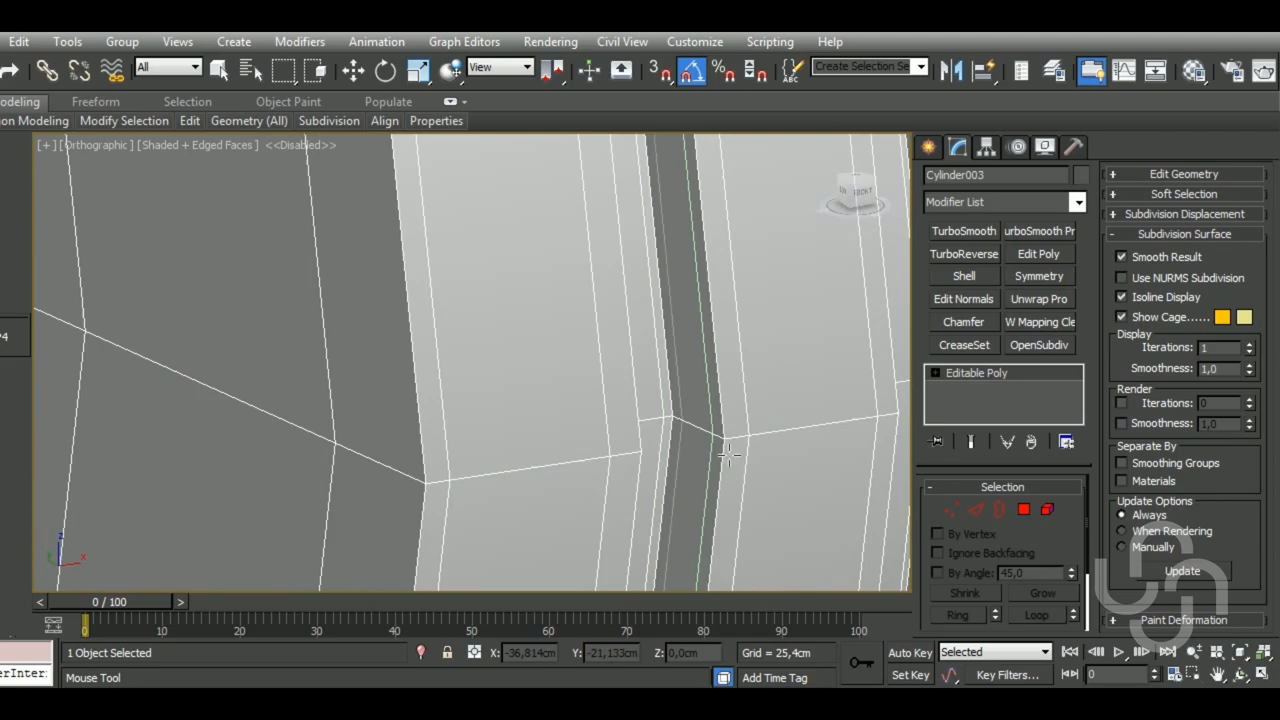 Edit Tools Group Views Create Modifiers Animation Graph Editors Rendering Civil View Customize Scripting Help
All View 3 % ABC Create Selection Se
odeling Freeform Selection Object Paint Populate
on Modeling Modify Selection Edit Geometry (All) Subdivision Align Properties
[+] [Orthographic ] [Shaded + Edged Faces ] <<Disabled>>
FRONT
Cylinder003
Modifier List
TurboSmooth urboSmooth Pr
TurboReverse Edit Poly
Shell Symmetry
Edit Normals Unwrap Pro
Chamfer W Mapping Cle
CreaseSet OpenSubdiv
+ Editable Poly
- Selection
By Vertex
Ignore Backfacing
By Angle: 45,0
Shrink Grow
Ring Loop
+ Edit Geometry
+ Soft Selection
+ Subdivision Displacement
- Subdivision Surface
Smooth Result
Use NURMS Subdivision
Isoline Display
Show Cage......
Display
Iterations: 1
Smoothness: 1,0
Render
Iterations: 0
Smoothness: 1,0
Separate By
Smoothing Groups
Materials
Update Options
Always
When Rendering
Manually
Update
+ Paint Deformation
P4
z
y
x
< 0 / 100 >
0 10 20 30 40 50 60 70 80 90 100
1 Object Selected X: -36,814cm Y: -21,133cm Z: 0,0cm Grid = 25,4cm Auto Key Selected
erInter: Mouse Tool Add Time Tag Set Key Key Filters... 0